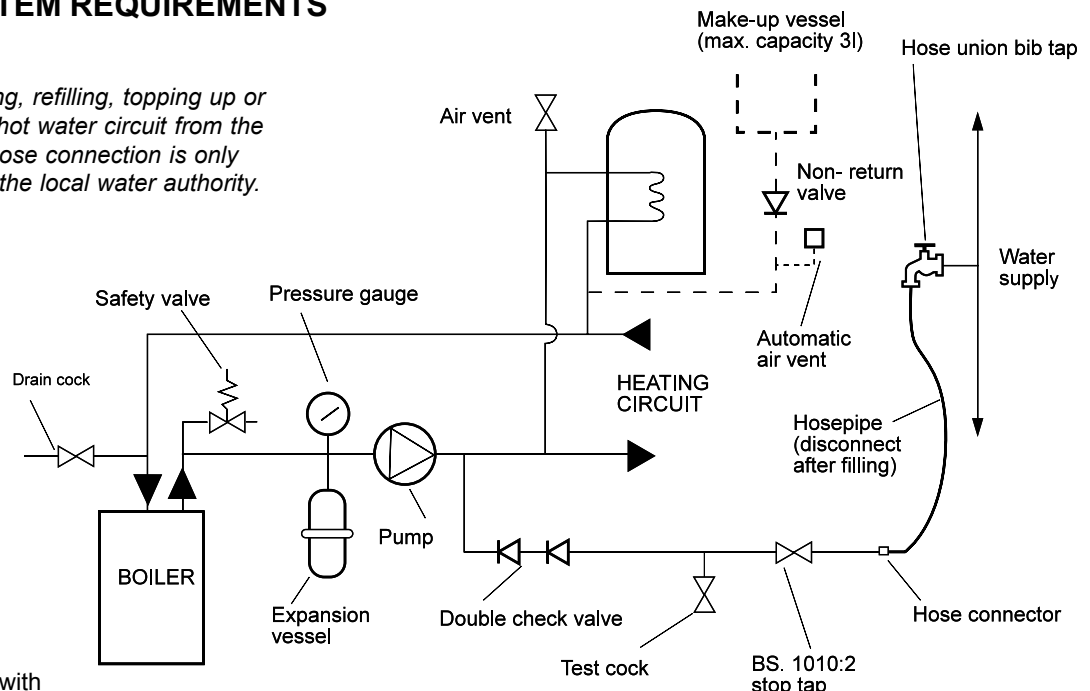 TEM REQUIREMENTS
ng, refilling, topping up or
hot water circuit from the
ose connection is only
the local water authority.
Make-up vessel
(max. capacity 3l)
Hose union bib tap
Air vent
Non- return
valve
Water
supply
Safety valve
Pressure gauge
Automatic
air vent
Drain cock
HEATING
CIRCUIT
Hosepipe
(disconnect
after filling)
Pump
BOILER
Expansion
vessel
Double check valve
Hose connector
Test cock
BS. 1010:2
stop tap
with